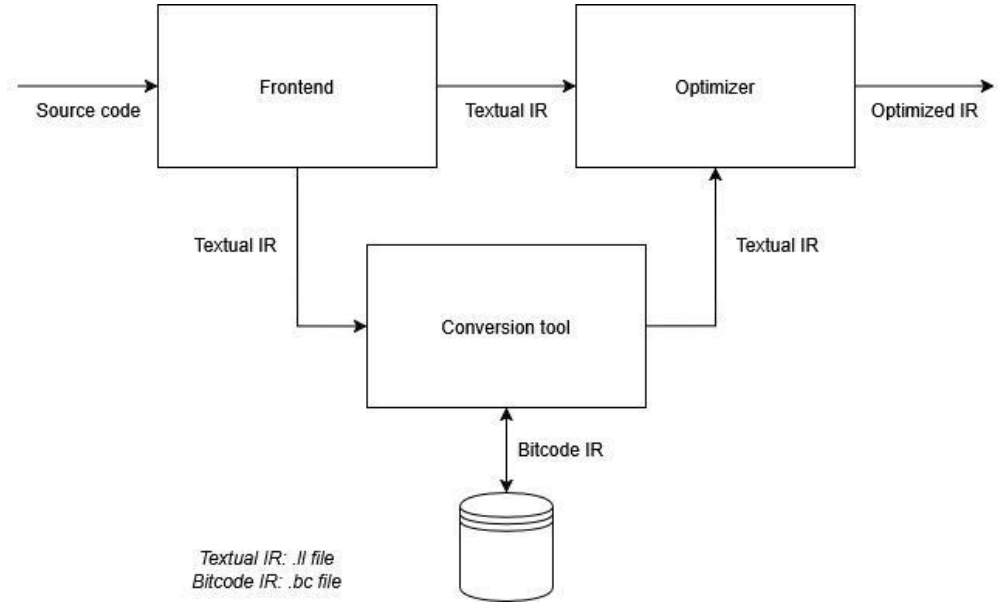 Frontend
Optimizer
Source code
Textual IR
Optimized IR
Textual IR
Textual IR
Conversion tool
Bitcode IR
Textual IR: .ll file
Bitcode IR: .bc file